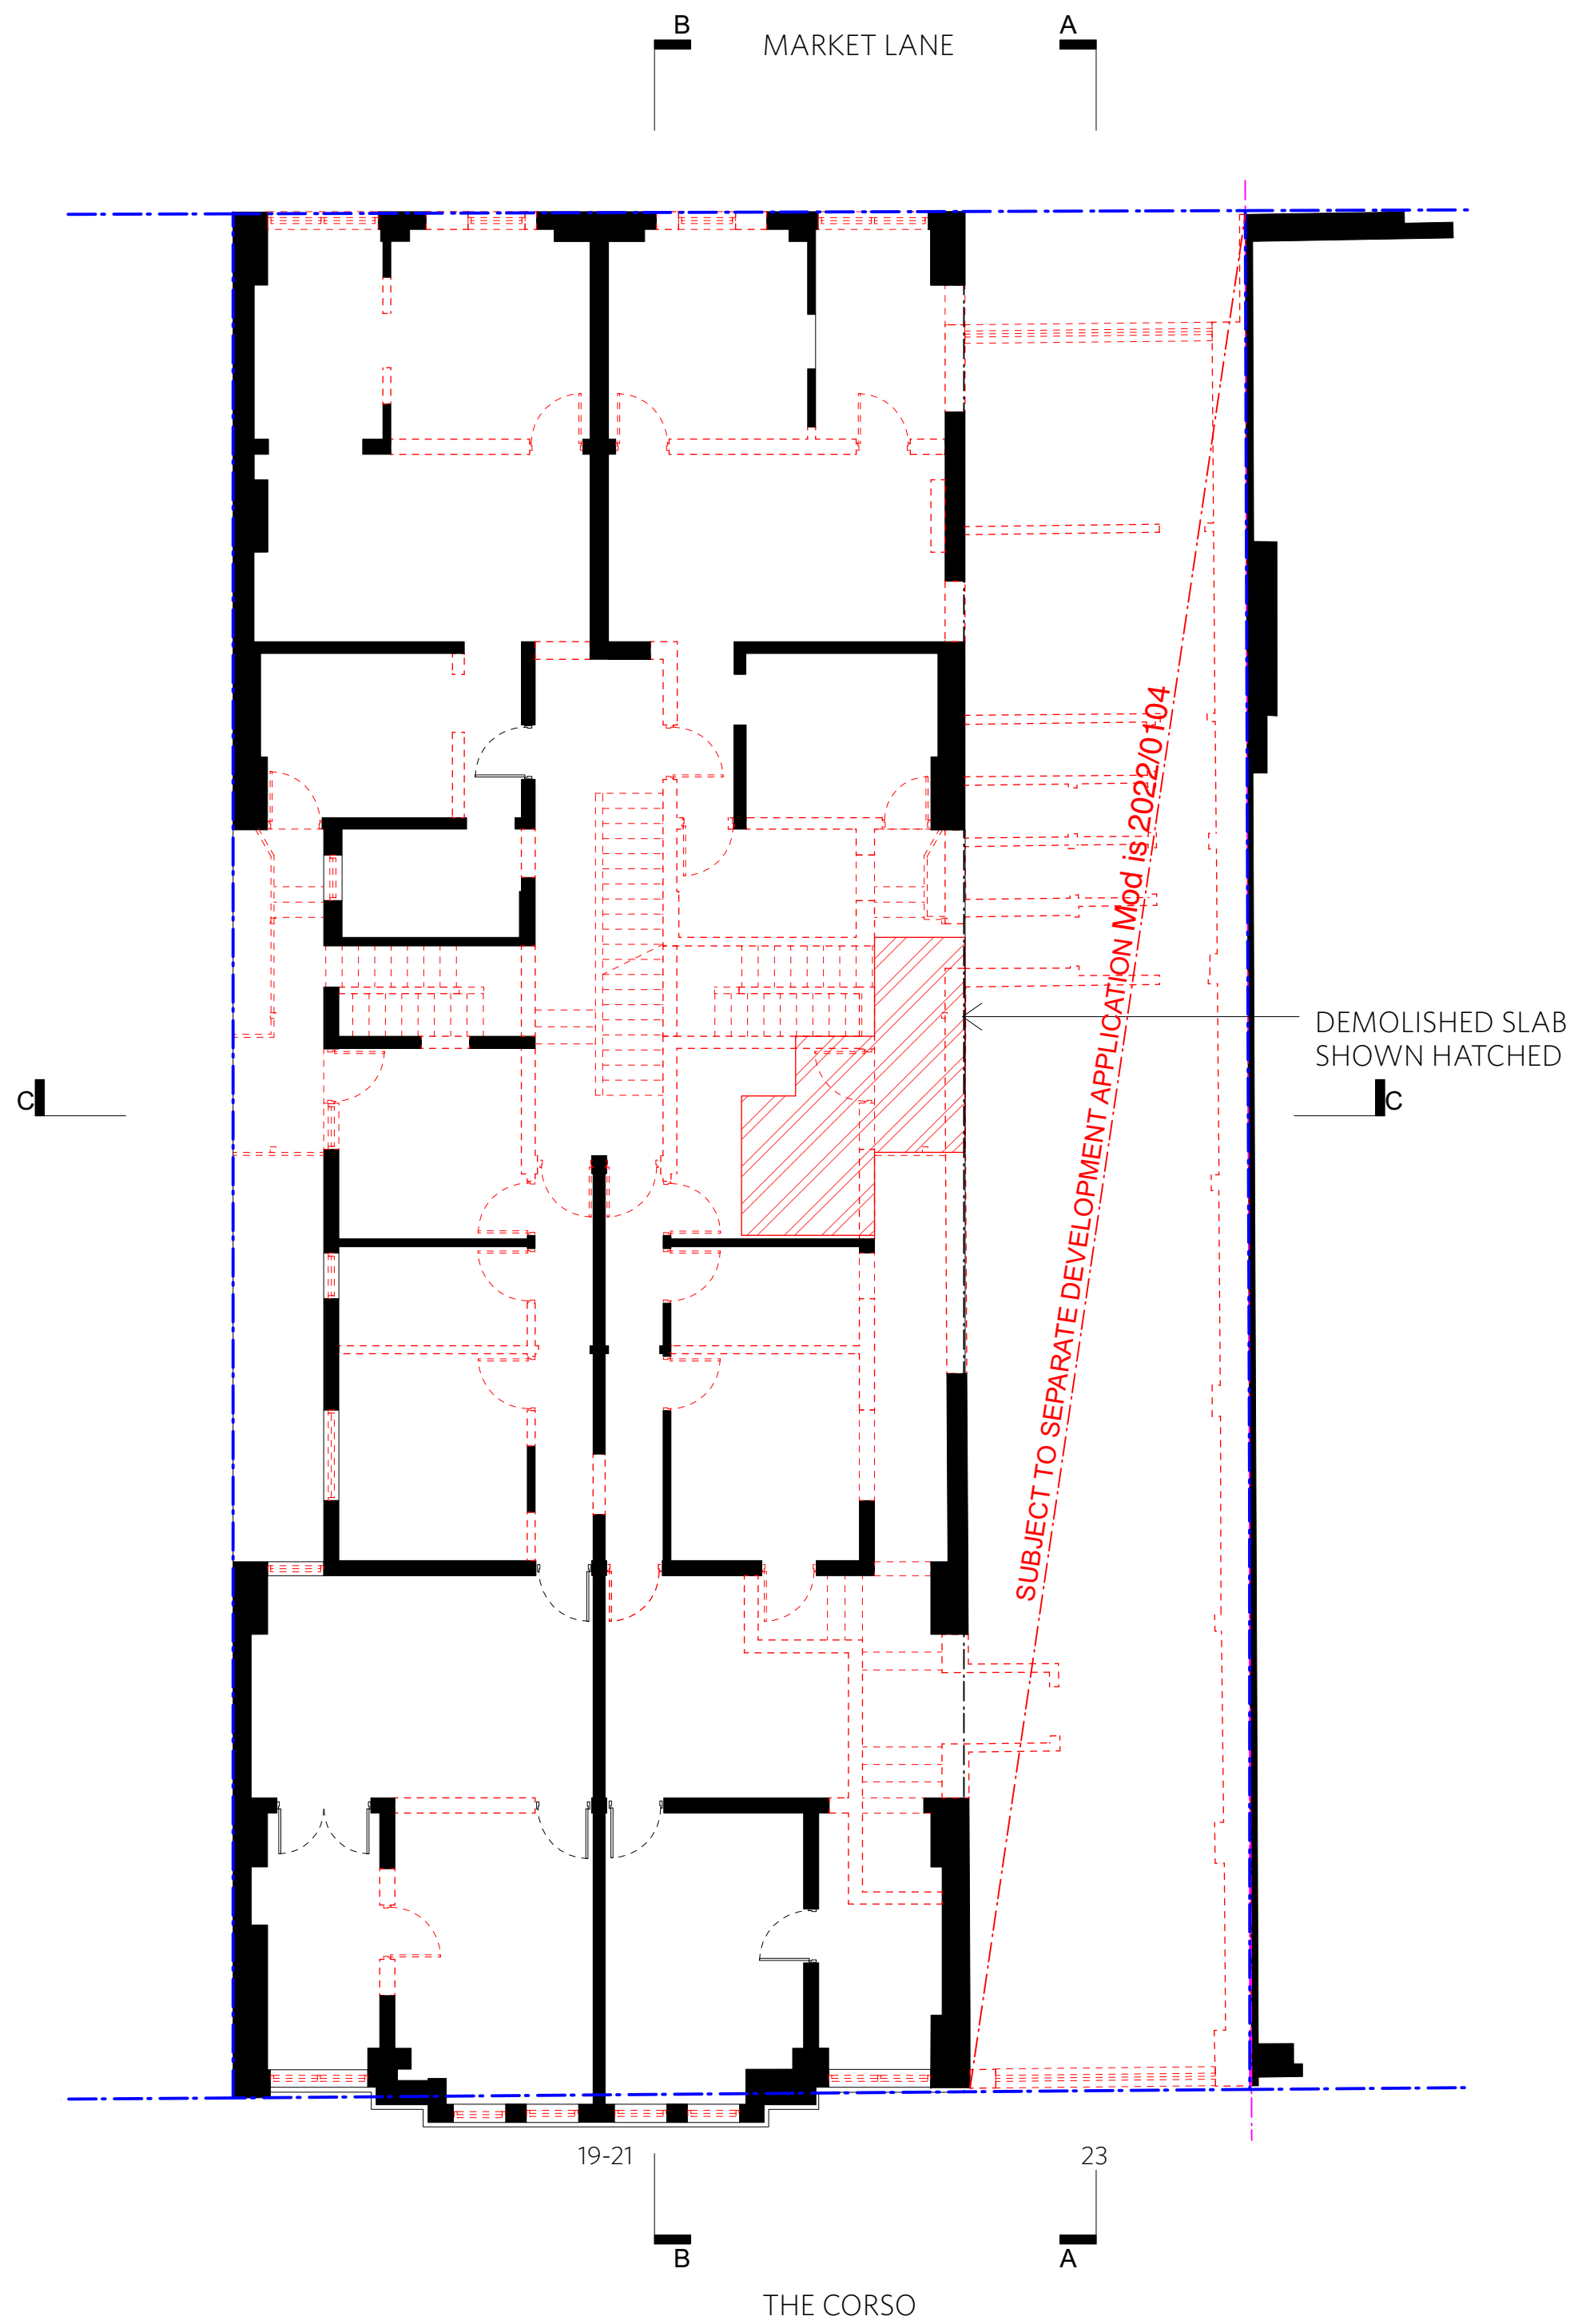 B
A
MARKET LANE
SUBJECT TO SEPARATE DEVELOPMENT APPLICATION Mod is 2022/0104
DEMOLISHED SLAB
SHOWN HATCHED
C
C
19-21
23
B
A
THE CORSO